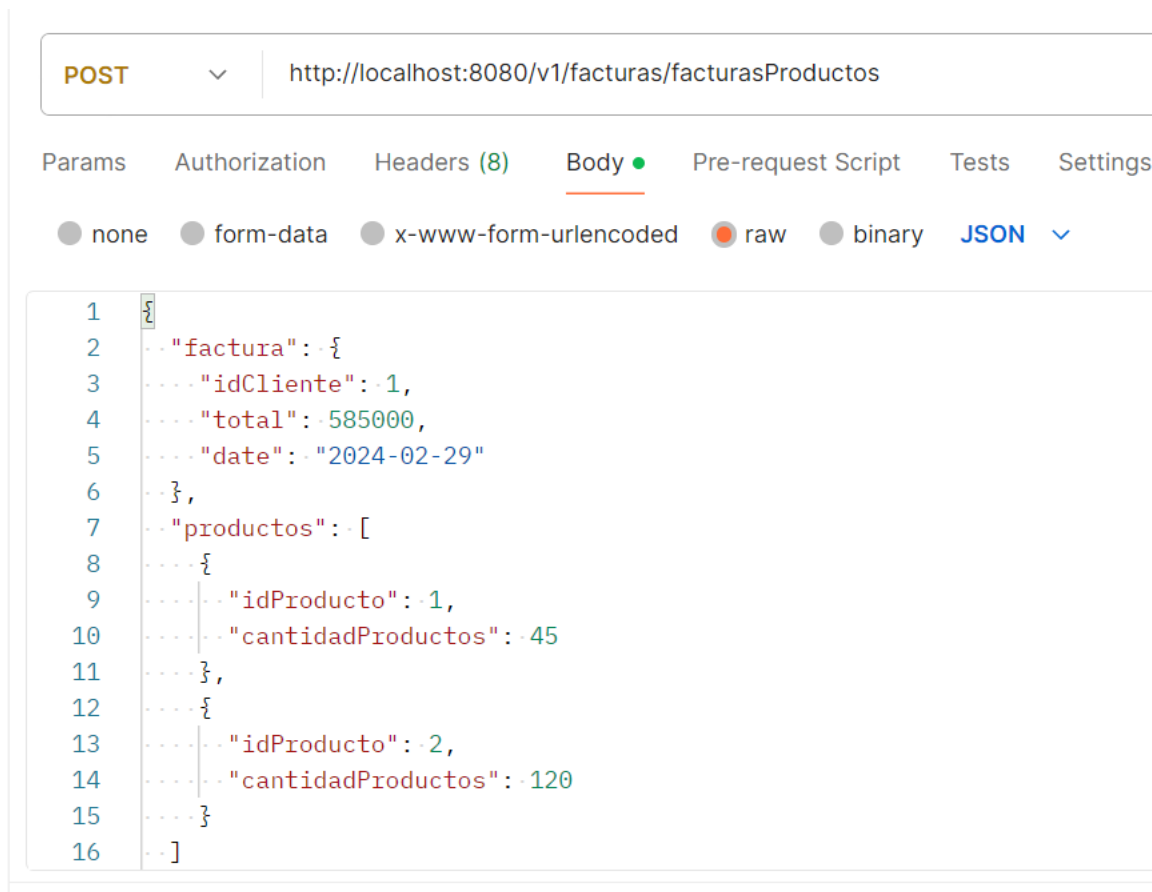 POST http://localhost:8080/v1/facturas/facturasProductos
Params Authorization Headers (8) Body Pre-request Script Tests Settings
none form-data x-www-form-urlencoded raw binary JSON
1 {
2 "factura": {
3 "idCliente": 1,
4 "total": 585000,
5 "date": "2024-02-29"
6 },
7 "productos": [
8 {
9 "idProducto": 1,
10 "cantidadProductos": 45
11 },
12 {
13 "idProducto": 2,
14 "cantidadProductos": 120
15 }
16 ]